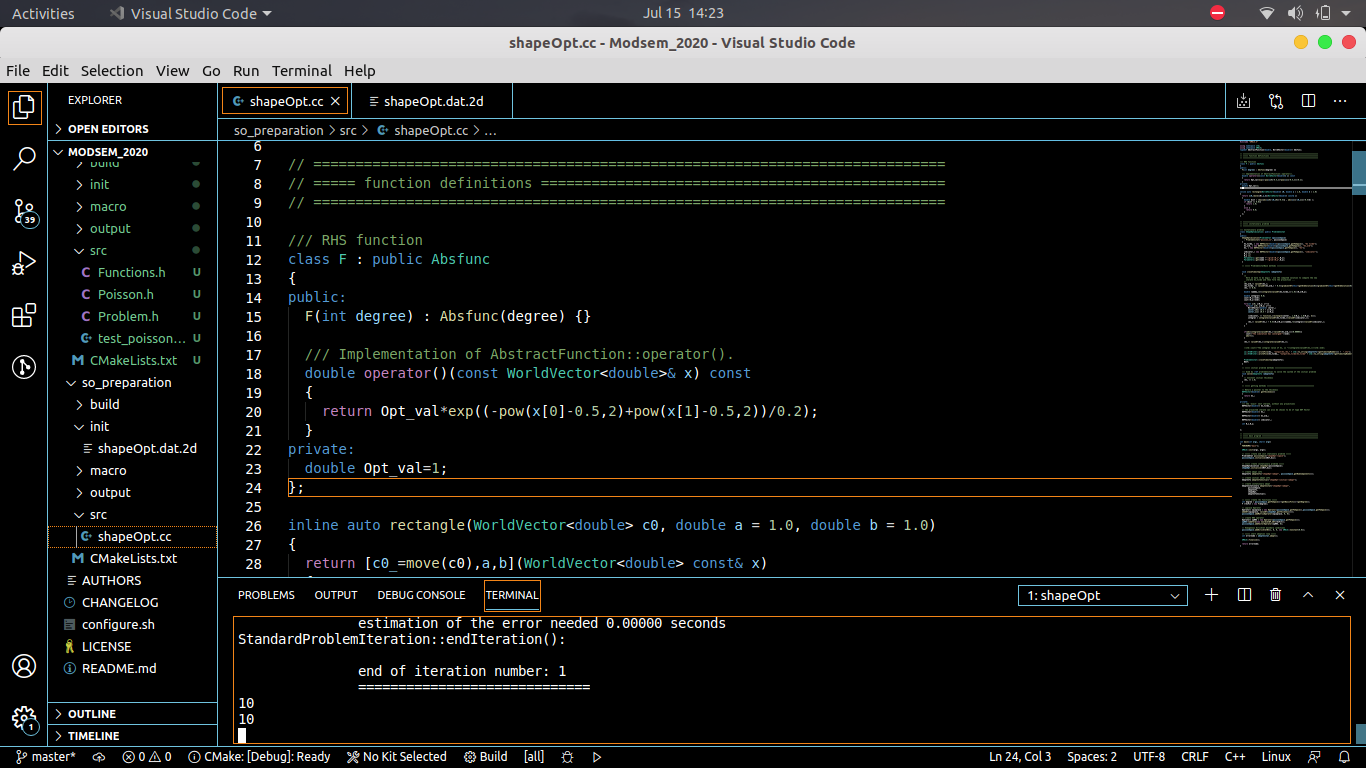 Activities
Visual Studio Code
Jul 15 14:23
shapeOpt.cc - Modsem_2020 - Visual Studio Code
File Edit Selection View Go Run Terminal Help
EXPLORER
OPEN EDITORS
MODSEM_2020
build
init
macro
output
src
C Functions.h U
C Poisson.h U
C Problem.h U
test_poisson... U
M CMakeLists.txt U
so_preparation
build
init
shapeOpt.dat.2d
macro
output
src
shapeOpt.cc
M CMakeLists.txt
AUTHORS
CHANGELOG
configure.sh
LICENSE
README.md
OUTLINE
TIMELINE
39
1
shapeOpt.cc
shapeOpt.dat.2d
so_preparation > src > shapeOpt.cc > ...
6
7 // ===========================================================================
8 // ===== function definitions ================================================
9 // ===========================================================================
10
11 /// RHS function
12 class F : public Absfunc
13 {
14 public:
15 F(int degree) : Absfunc(degree) {}
16
17 /// Implementation of AbstractFunction::operator().
18 double operator()(const WorldVector<double>& x) const
19 {
20 return Opt_val*exp((-pow(x[0]-0.5,2)+pow(x[1]-0.5,2))/0.2);
21 }
22 private:
23 double Opt_val=1;
24 };
25
26 inline auto rectangle(WorldVector<double> c0, double a = 1.0, double b = 1.0)
27 {
28 return [c0_=move(c0),a,b](WorldVector<double> const& x)
PROBLEMS OUTPUT DEBUG CONSOLE TERMINAL
1: shapeOpt
estimation of the error needed 0.00000 seconds
StandardProblemIteration::endIteration():
end of iteration number: 1
=============================
10
10
master* 0 0 CMake: [Debug]: Ready No Kit Selected Build [all] Ln 24, Col 3 Spaces: 2 UTF-8 CRLF C++ Linux